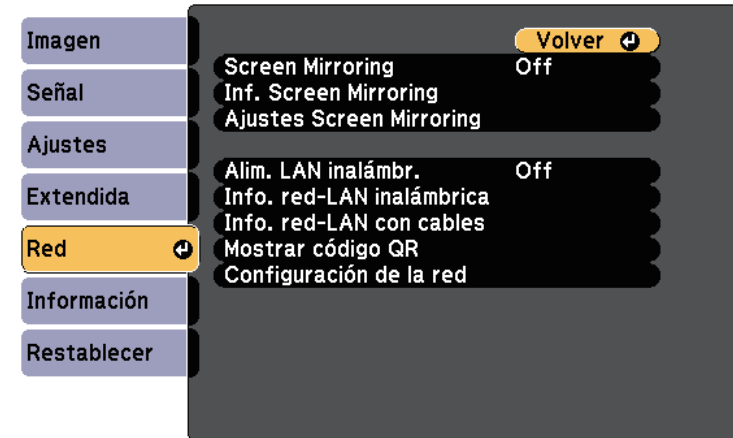 Imagen
Señal
Ajustes
Extendida
Red
Información
Restablecer
Volver
Screen Mirroring Off
Inf. Screen Mirroring
Ajustes Screen Mirroring
Alim. LAN inalámbr. Off
Info. red-LAN inalámbrica
Info. red-LAN con cables
Mostrar código QR
Configuración de la red